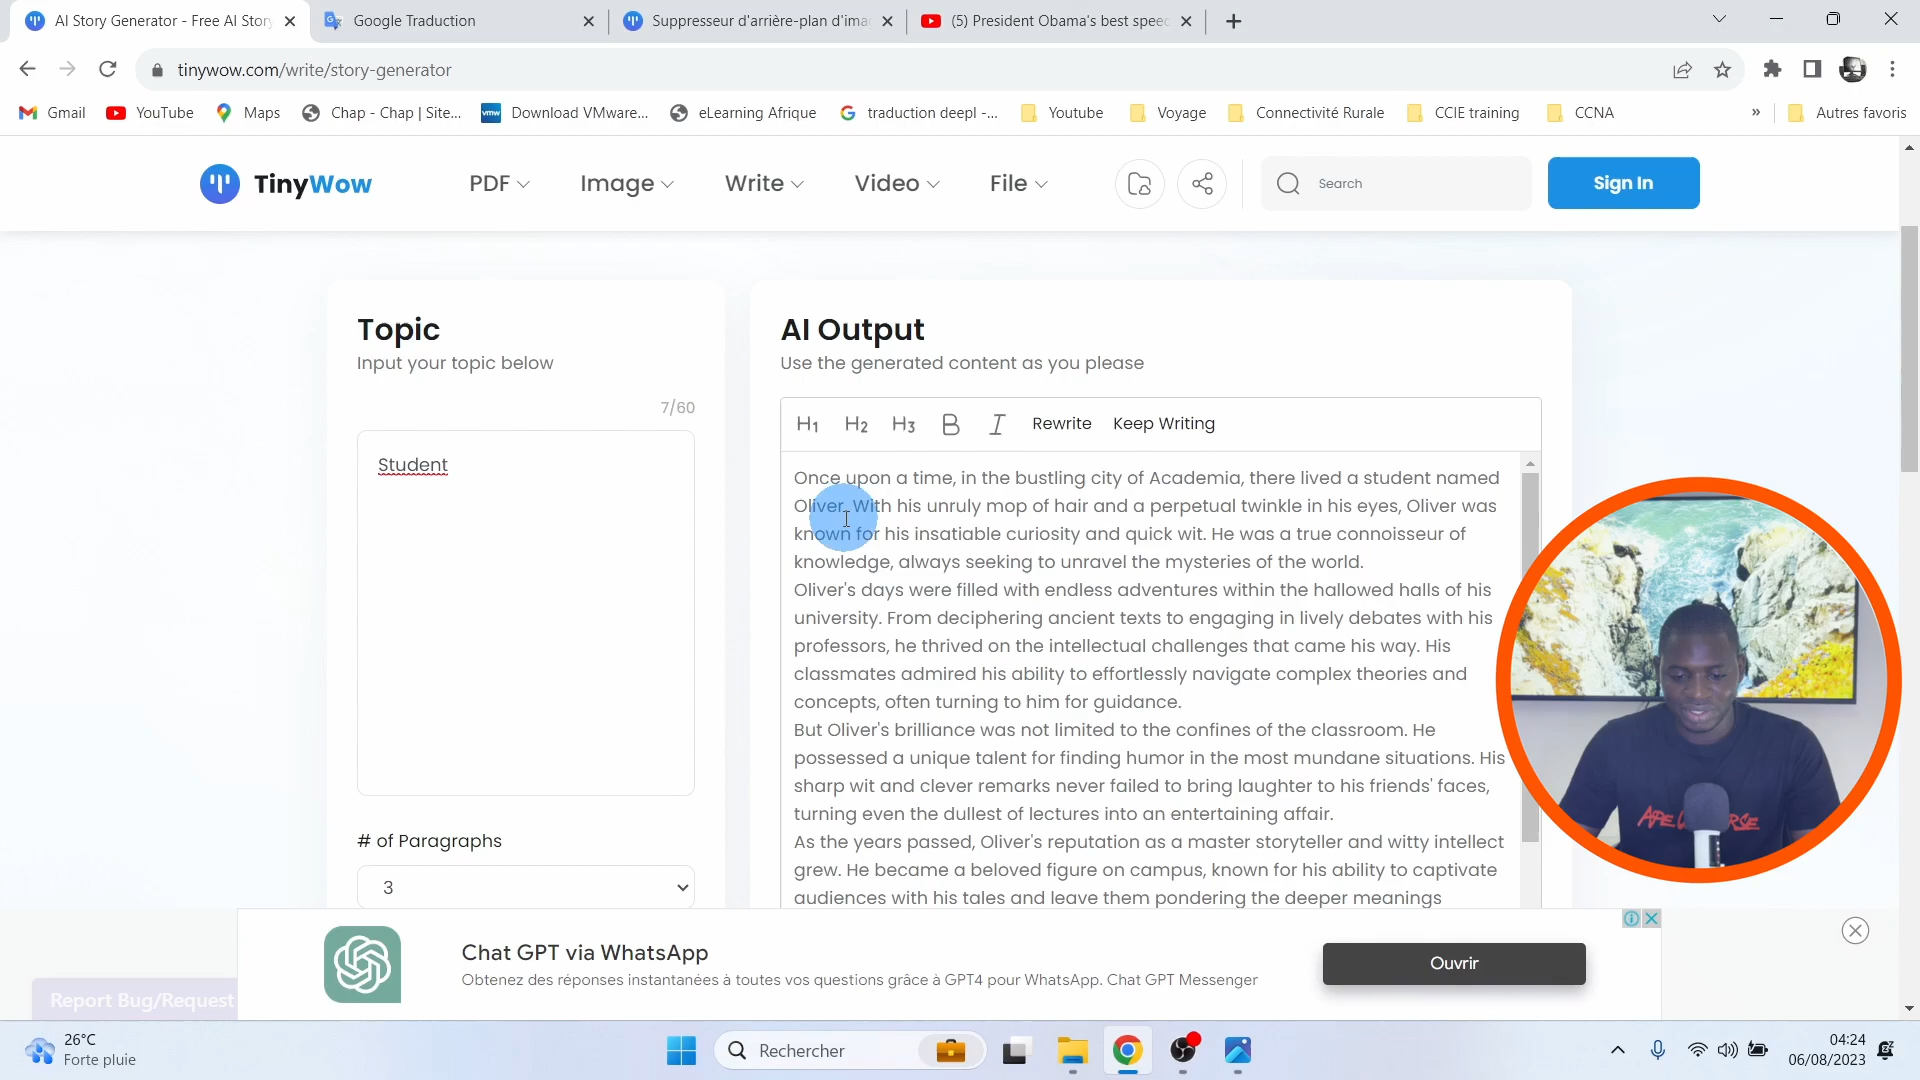 AI Story Generator - Free AI Stor
Google Traduction
Suppresseur d'arrière-plan d'ima
(5) President Obama's best spee
tinywow.com/write/story-generator
Gmail
YouTube
Maps
Chap - Chap | Site...
Download VMware...
eLearning Afrique
traduction deepl -...
Youtube
Voyage
Connectivité Rurale
CCIE training
CCNA
»
Autres favoris
TinyWow
PDF
Image
Write
Video
File
Search
Sign In
Topic
Input your topic below
7/60
Student
# of Paragraphs
3
AI Output
Use the generated content as you please
H1 H2 H3 B I Rewrite Keep Writing
Once upon a time, in the bustling city of Academia, there lived a student named
Oliver. With his unruly mop of hair and a perpetual twinkle in his eyes, Oliver was
known for his insatiable curiosity and quick wit. He was a true connoisseur of
knowledge, always seeking to unravel the mysteries of the world.
Oliver's days were filled with endless adventures within the hallowed halls of his
university. From deciphering ancient texts to engaging in lively debates with his
professors, he thrived on the intellectual challenges that came his way. His
classmates admired his ability to effortlessly navigate complex theories and
concepts, often turning to him for guidance.
But Oliver's brilliance was not limited to the confines of the classroom. He
possessed a unique talent for finding humor in the most mundane situations. His
sharp wit and clever remarks never failed to bring laughter to his friends' faces,
turning even the dullest of lectures into an entertaining affair.
As the years passed, Oliver's reputation as a master storyteller and witty intellect
grew. He became a beloved figure on campus, known for his ability to captivate
audiences with his tales and leave them pondering the deeper meanings
Chat GPT via WhatsApp
Obtenez des réponses instantanées à toutes vos questions grâce à GPT4 pour WhatsApp. Chat GPT Messenger
Ouvrir
Report Bug/Request
26°C
Forte pluie
Rechercher
04:24
06/08/2023